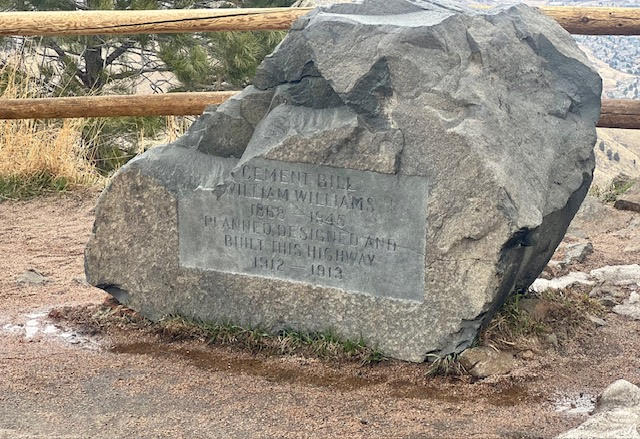 CEMENT BILL
WILLIAM WILLIAMS
1868 – 1945
PLANNED DESIGNED AND
BUILT THIS HIGHWAY
1912 – 1913